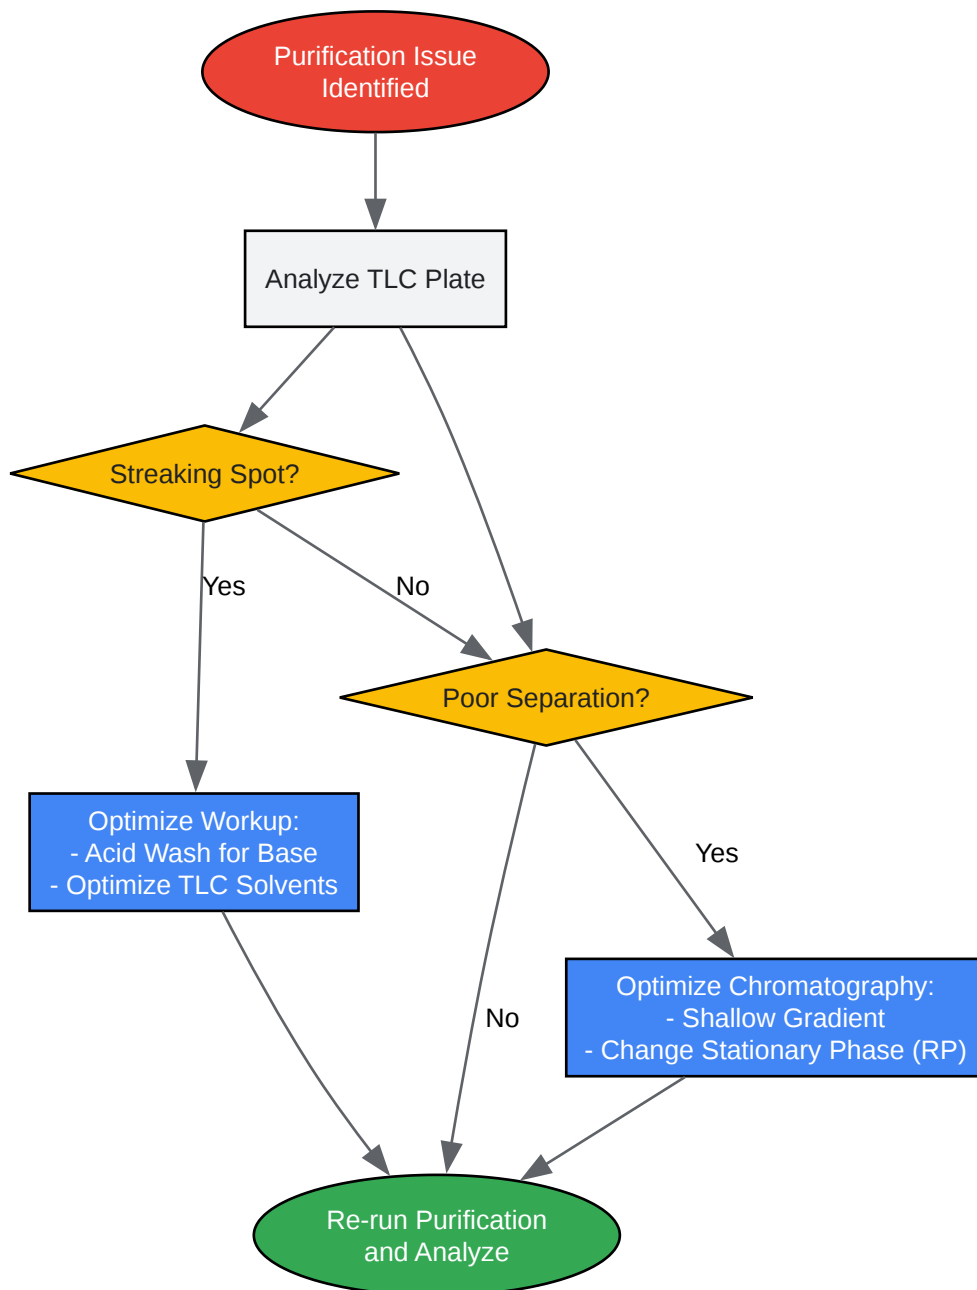 Purification Issue
Identified
Analyze TLC Plate
Streaking Spot?
Yes
No
Poor Separation?
Optimize Workup:
- Acid Wash for Base
- Optimize TLC Solvents
Yes
No
Optimize Chromatography:
- Shallow Gradient
- Change Stationary Phase (RP)
Re-run Purification
and Analyze